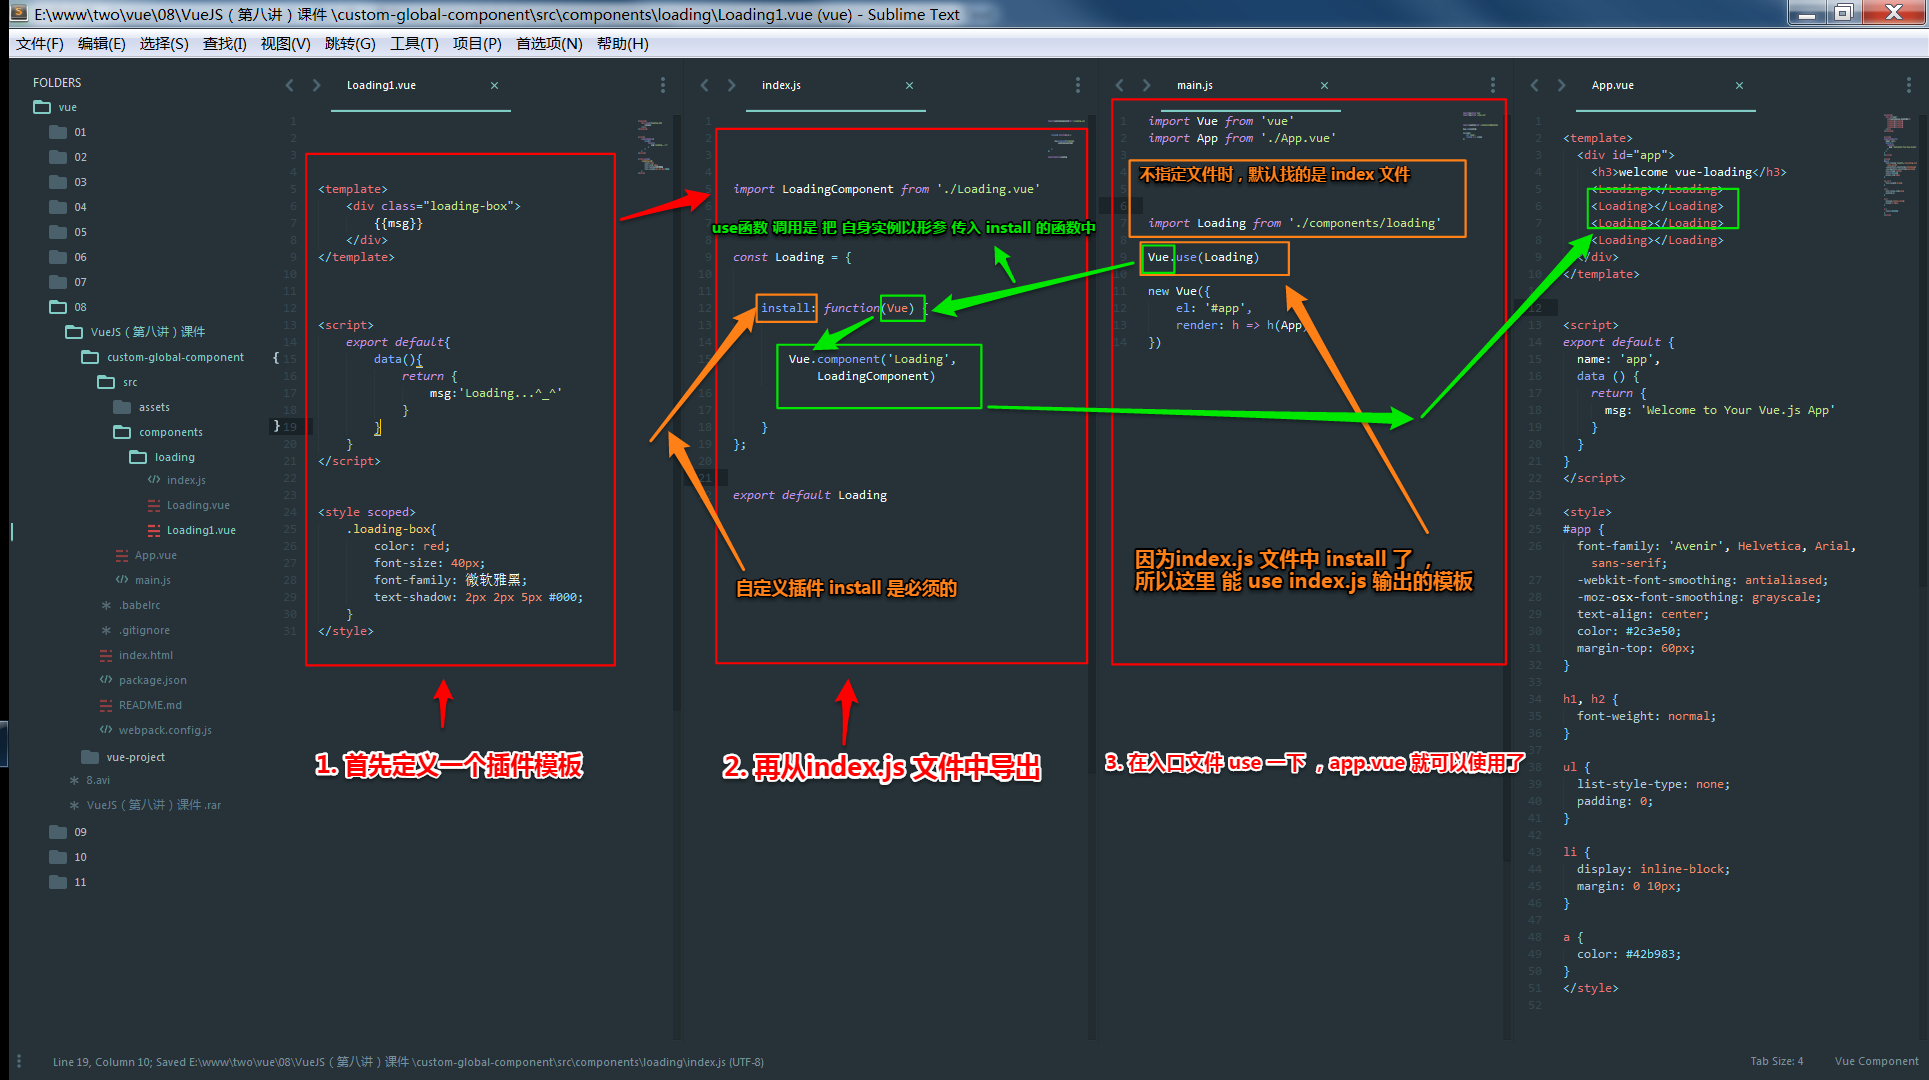 E:\www\two\vue\08\VueJS（第八讲）课件 \custom-global-component\src\components\loading\Loading1.vue (vue) - Sublime Text
文件(F) 编辑(E) 选择(S) 查找(I) 视图(V) 跳转(G) 工具(T) 项目(P) 首选项(N) 帮助(H)
FOLDERS
vue
01
02
03
04
05
06
07
08
VueJS（第八讲）课件
custom-global-component
src
assets
components
loading
index.js
Loading.vue
Loading1.vue
App.vue
main.js
.babelrc
.gitignore
index.html
package.json
README.md
webpack.config.js
vue-project
8.avi
VueJS（第八讲）课件 .rar
09
10
11
Loading1.vue
<template>
<div class="loading-box">
{{msg}}
</div>
</template>
<script>
export default{
data(){
return {
msg:'Loading...^_^'
}
}
}
</script>
<style scoped>
.loading-box{
color: red;
font-size: 40px;
font-family: 微软雅黑;
text-shadow: 2px 2px 5px #000;
}
</style>
1. 首先定义一个插件模板
index.js
import LoadingComponent from './Loading.vue'
use函数 调用是 把 自身实例以形参 传入 install 的函数中
const Loading = {
install: function(Vue) {
Vue.component('Loading',
LoadingComponent)
}
};
export default Loading
自定义插件 install 是必须的
2. 再从index.js 文件中导出
main.js
import Vue from 'vue'
import App from './App.vue'
不指定文件时，默认找的是 index 文件
import Loading from './components/loading'
Vue.use(Loading)
new Vue({
el: '#app',
render: h => h(App)
})
因为index.js 文件中 install 了 ，
所以这里 能 use index.js 输出的模板
3. 在入口文件 use 一下 ，app.vue 就可以使用了
App.vue
<template>
<div id="app">
<h3>welcome vue-loading</h3>
<Loading></Loading>
<Loading></Loading>
<Loading></Loading>
<Loading></Loading>
</div>
</template>
<script>
export default {
name: 'app',
data () {
return {
msg: 'Welcome to Your Vue.js App'
}
}
}
</script>
<style>
#app {
font-family: 'Avenir', Helvetica, Arial,
sans-serif;
-webkit-font-smoothing: antialiased;
-moz-osx-font-smoothing: grayscale;
text-align: center;
color: #2c3e50;
margin-top: 60px;
}
h1, h2 {
font-weight: normal;
}
ul {
list-style-type: none;
padding: 0;
}
li {
display: inline-block;
margin: 0 10px;
}
a {
color: #42b983;
}
</style>
Line 19, Column 10; Saved E:\www\two\vue\08\VueJS（第八讲）课件 \custom-global-component\src\components\loading\index.js (UTF-8)
Tab Size: 4
Vue Component